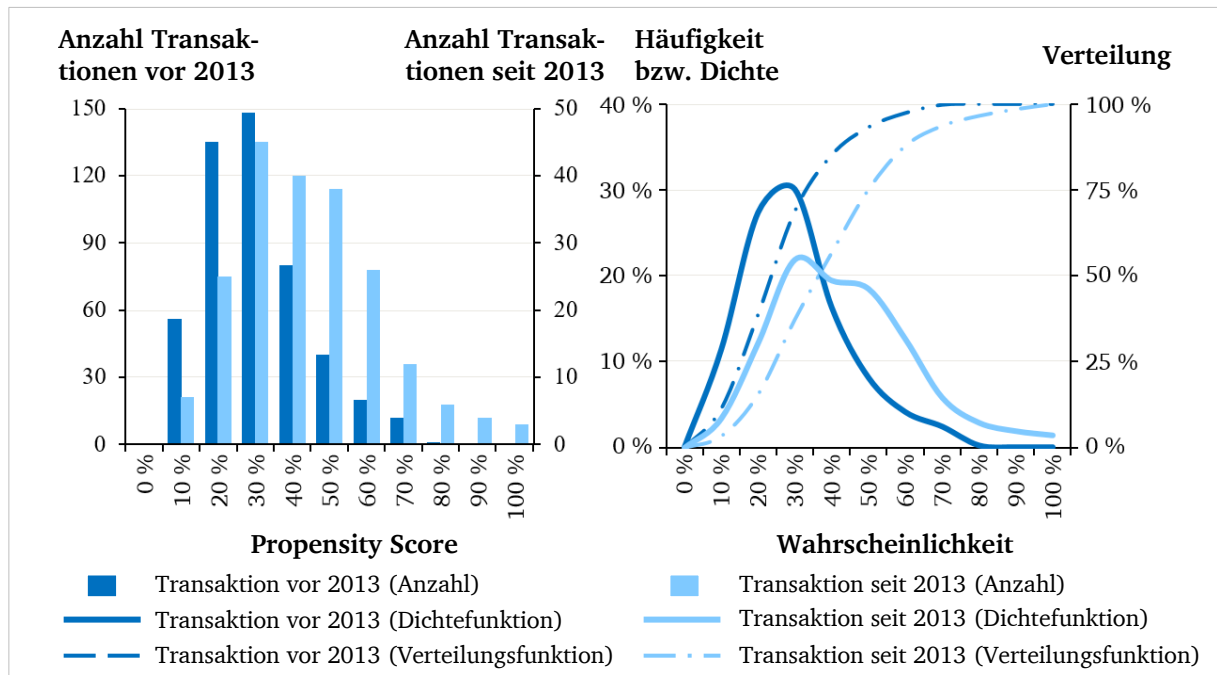 Anzahl Transak-
tionen vor 2013
Anzahl Transak-
tionen seit 2013
150
120
90
60
30
0
50
40
30
20
10
0
0 %
10 %
20 %
30 %
40 %
50 %
60 %
70 %
80 %
90 %
100 %
Propensity Score
Häufigkeit
bzw. Dichte
Verteilung
40 %
30 %
20 %
10 %
0 %
100 %
75 %
50 %
25 %
0 %
0 %
10 %
20 %
30 %
40 %
50 %
60 %
70 %
80 %
90 %
100 %
Wahrscheinlichkeit
Transaktion vor 2013 (Anzahl)
Transaktion seit 2013 (Anzahl)
Transaktion vor 2013 (Dichtefunktion)
Transaktion seit 2013 (Dichtefunktion)
Transaktion vor 2013 (Verteilungsfunktion)
Transaktion seit 2013 (Verteilungsfunktion)